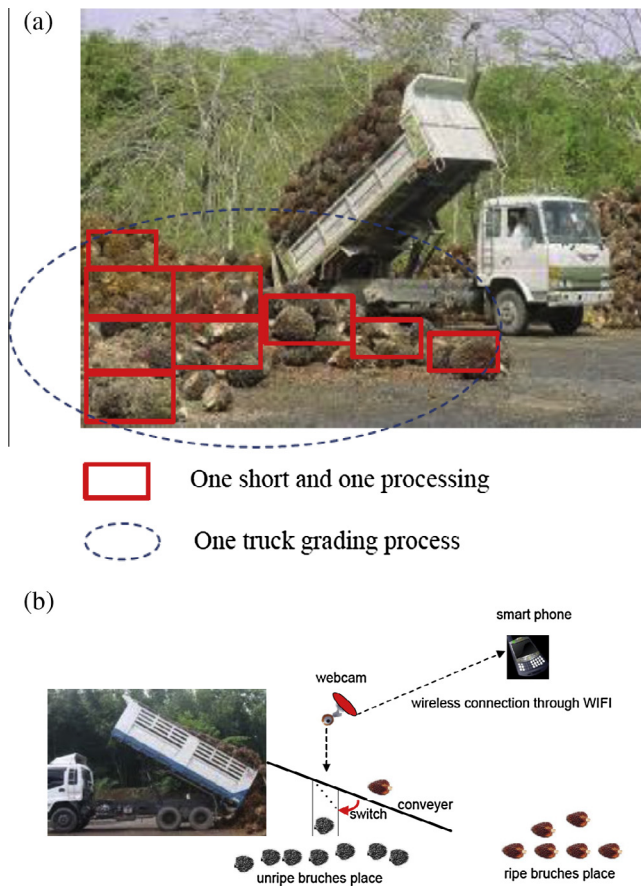 (a)
One short and one processing
One truck grading process
(b)
smart phone
webcam
wireless connection through WIFI
switch
conveyer
unripe bruches place
ripe bruches place